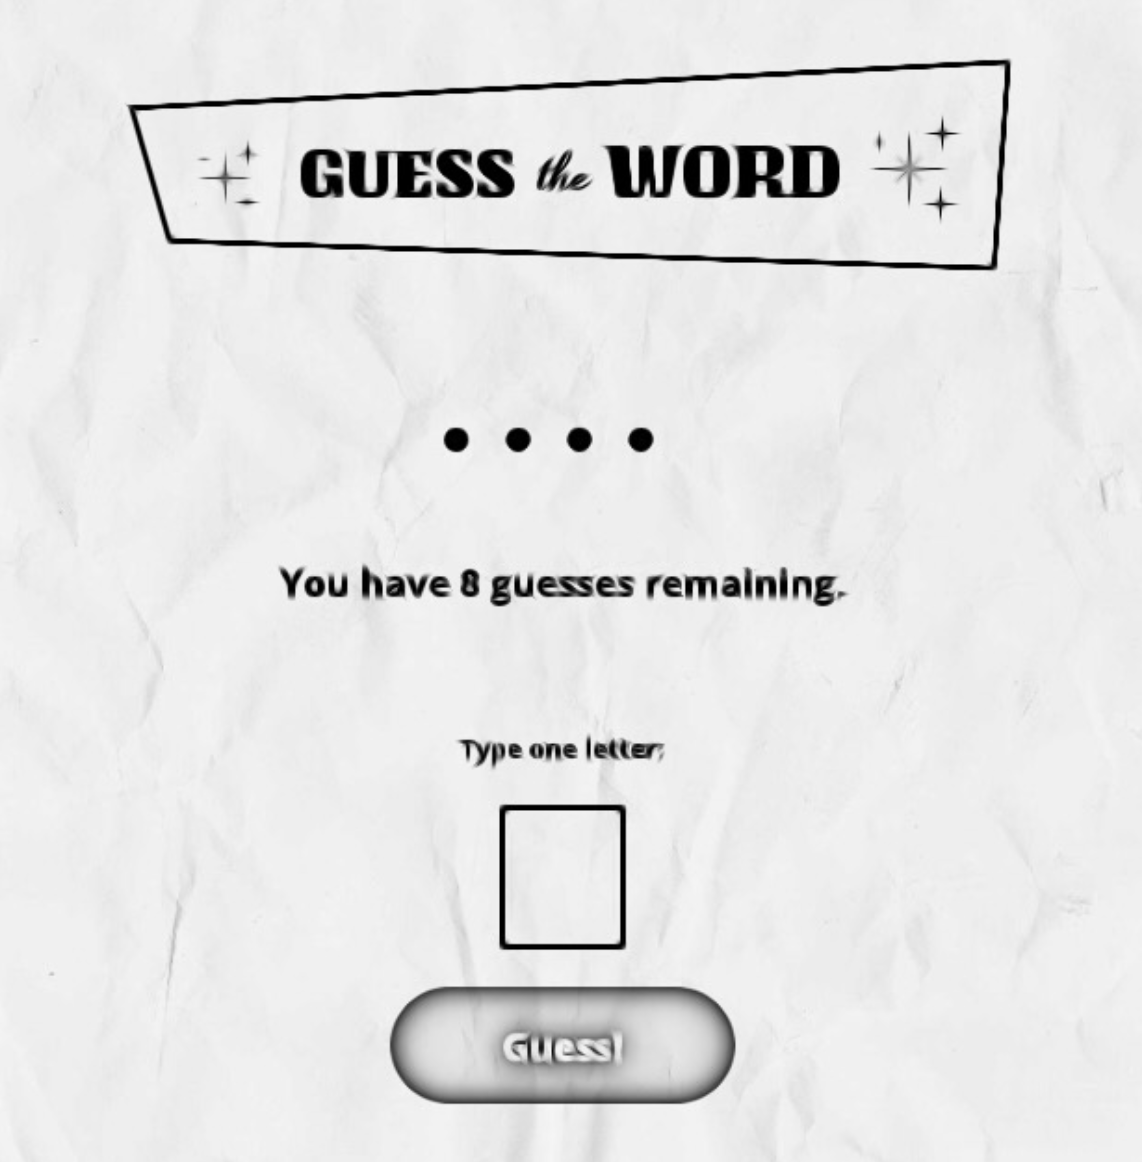 GUESS the WORD
● ● ● ●
You have 8 guesses remaining.
Type one letter:
Guess!